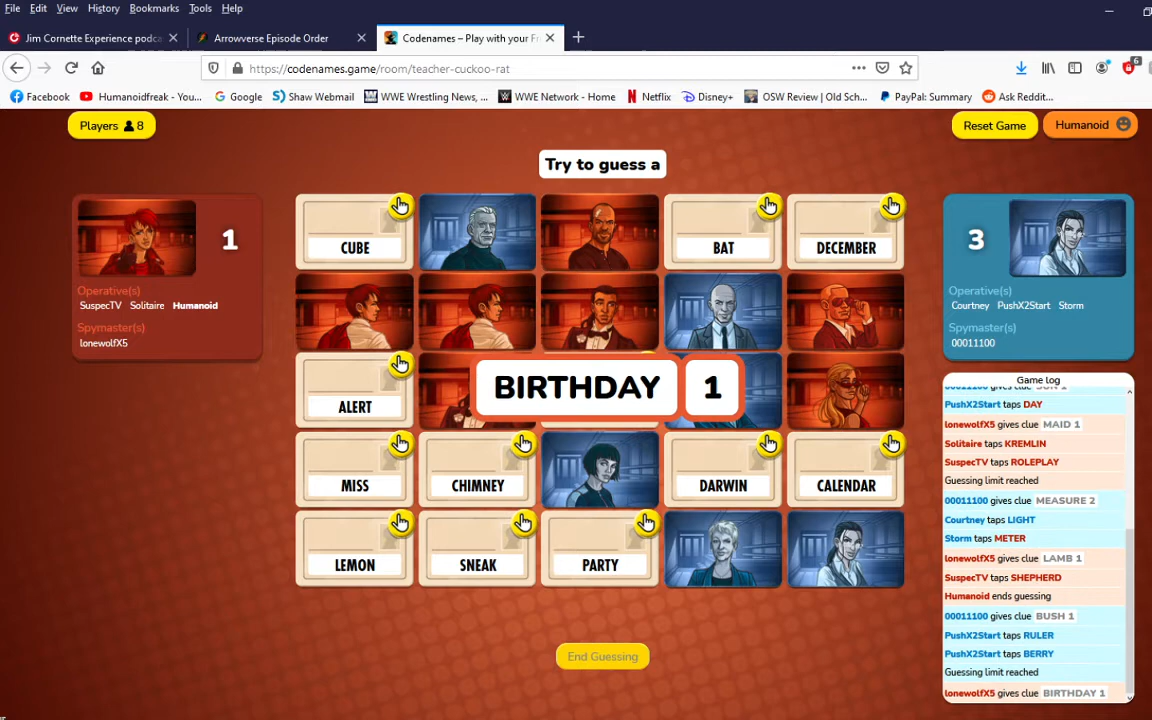 File Edit View History Bookmarks Tools Help
Jim Cornette Experience podca
Arrowverse Episode Order
Codenames – Play with your Fr
https://codenames.game/room/teacher-cuckoo-rat
6
Facebook
Humanoidfreak - You...
Google
Shaw Webmail
WWE Wrestling News, ...
WWE Network - Home
Netflix
Disney+
OSW Review | Old Sch...
PayPal: Summary
Ask Reddit...
Players 8
Reset Game
Humanoid
Try to guess a
1
Operative(s)
SuspecTV Solitaire Humanoid
Spymaster(s)
lonewolfX5
CUBE
BAT
DECEMBER
ALERT
BIRTHDAY 1
MISS
CHIMNEY
DARWIN
CALENDAR
LEMON
SNEAK
PARTY
End Guessing
3
Operative(s)
Courtney PushX2Start Storm
Spymaster(s)
00011100
Game log
PushX2Start taps DAY
lonewolfX5 gives clue MAID 1
Solitaire taps KREMLIN
SuspecTV taps ROLEPLAY
Guessing limit reached
00011100 gives clue MEASURE 2
Courtney taps LIGHT
Storm taps METER
lonewolfX5 gives clue LAMB 1
SuspecTV taps SHEPHERD
Humanoid ends guessing
00011100 gives clue BUSH 1
PushX2Start taps RULER
PushX2Start taps BERRY
Guessing limit reached
lonewolfX5 gives clue BIRTHDAY 1